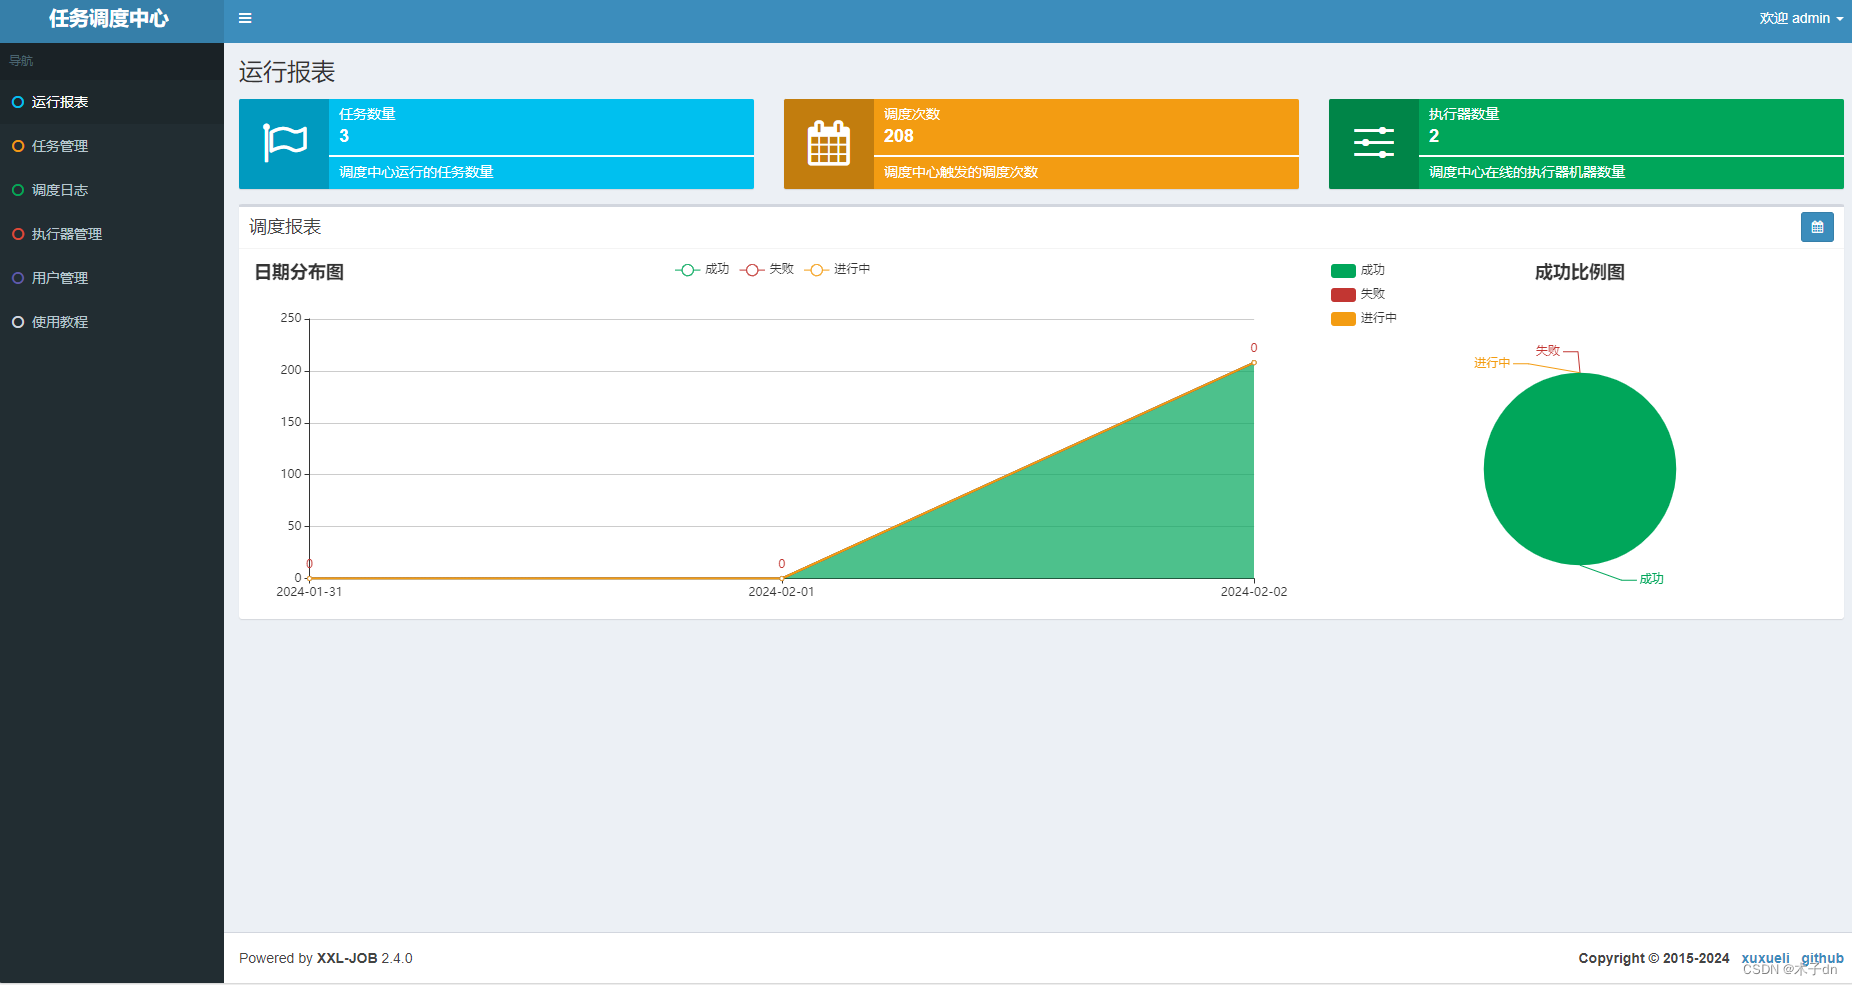 任务调度中心
欢迎 admin
导航
运行报表
任务管理
调度日志
执行器管理
用户管理
使用教程
运行报表
任务数量
3
调度中心运行的任务数量
调度次数
208
调度中心触发的调度次数
执行器数量
2
调度中心在线的执行器机器数量
调度报表
日期分布图
成功 失败 进行中
250
200
150
100
50
0
0
0
0
2024-01-31 2024-02-01 2024-02-02
成功
失败
进行中
成功比例图
失败
进行中
成功
Powered by XXL-JOB 2.4.0
Copyright © 2015-2024 xuxueli github
CSDN @木子dn